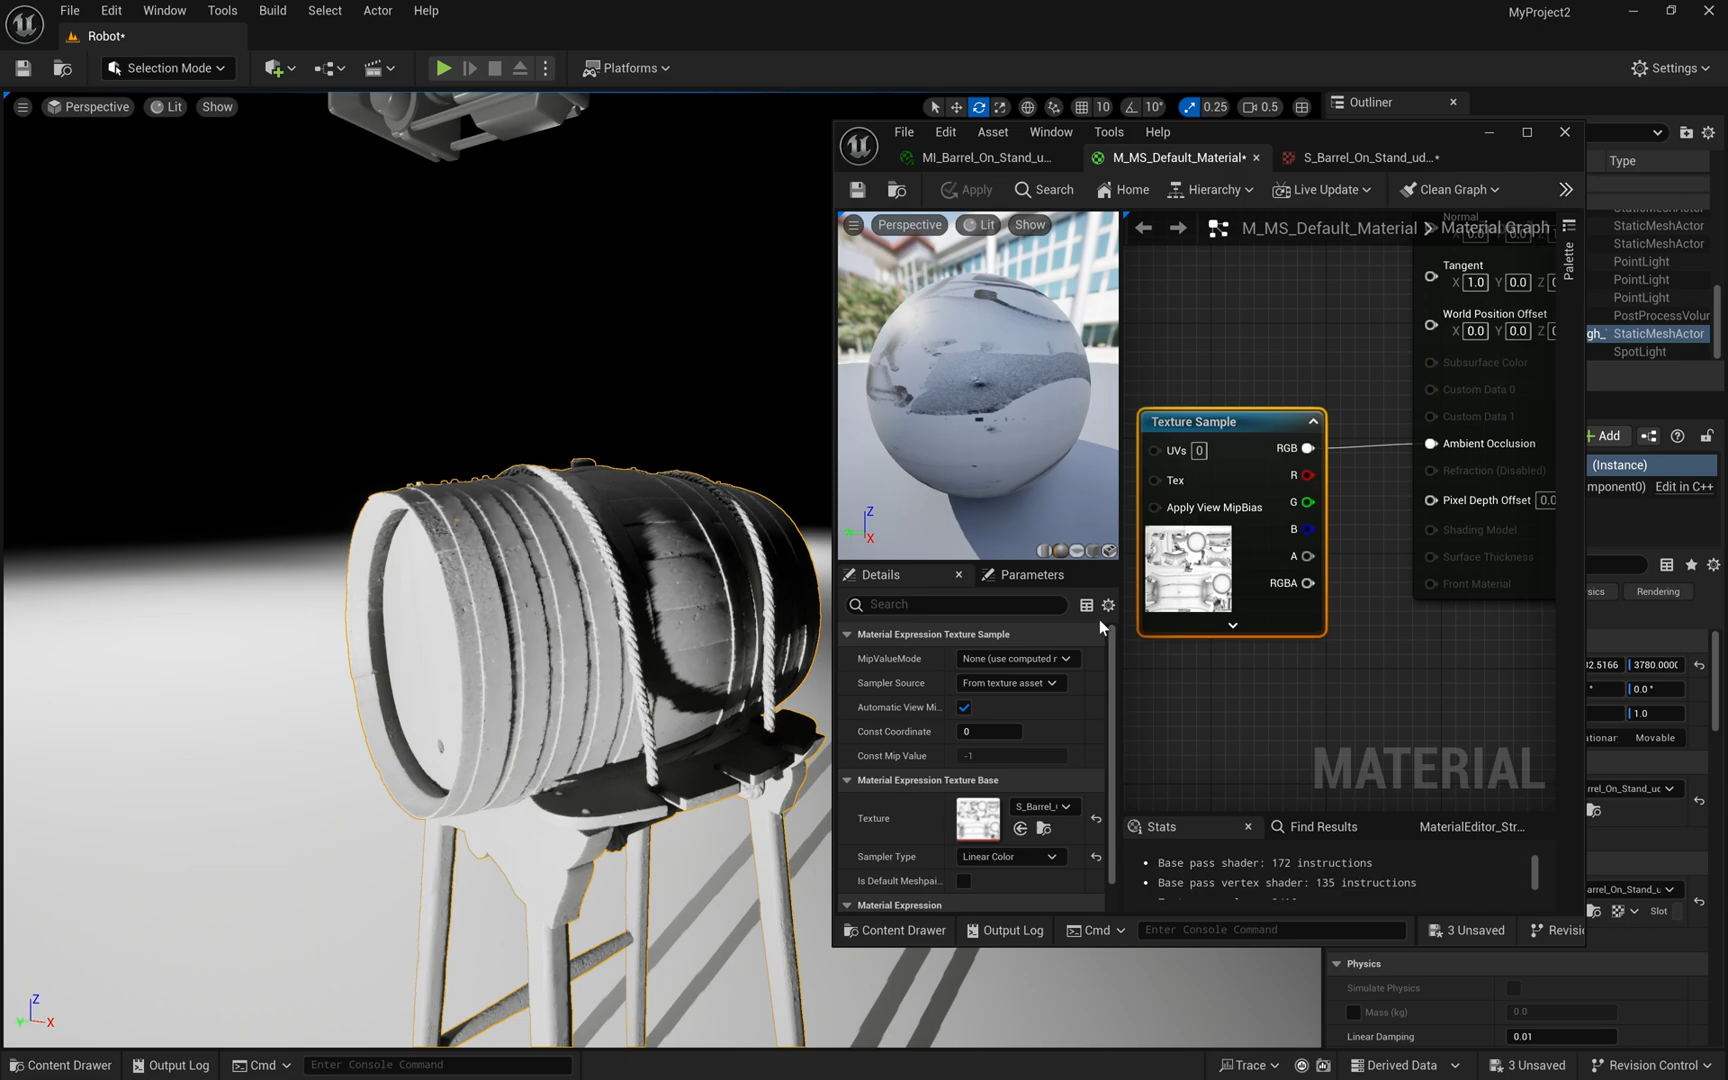 File Edit Window Tools Build Select Actor Help
MyProject2
Robot*
Selection Mode
Platforms
Settings
Perspective Lit Show
10 10° 0.25 0.5
Outliner
File Edit Asset Window Tools Help
MI_Barrel_On_Stand_u...
M_MS_Default_Material*
S_Barrel_On_Stand_ud...*
Type
Apply Search Home Hierarchy Live Update Clean Graph
Perspective Lit Show
M_MS_Default_Material > Material Graph
Normal
Palette
StaticMeshActor
StaticMeshActor
StaticMeshActor
PointLight
PointLight
PointLight
PostProcessVolur
gh_ StaticMeshActor
SpotLight
Tangent
X 1.0 Y 0.0 Z
World Position Offset
X 0.0 Y 0.0 Z
Subsurface Color
Custom Data 0
Custom Data 1
Ambient Occlusion
Refraction (Disabled)
Pixel Depth Offset 0.0
Shading Model
Surface Thickness
Front Material
Texture Sample
UVs 0
RGB
R
Tex
G
Apply View MipBias
B
A
RGBA
Z
X
Add
(Instance)
mponent0) Edit in C++
sics Rendering
Details Parameters
Search
Material Expression Texture Sample
MipValueMode None (use computed r
Sampler Source From texture asset
Automatic View Mi...
Const Coordinate 0
Const Mip Value -1
Material Expression Texture Base
Texture S_Barrel_(
Sampler Type Linear Color
Is Default Meshpai...
Material Expression
MATERIAL
Stats Find Results MaterialEditor_Str...
Base pass shader: 172 instructions
Base pass vertex shader: 135 instructions
Content Drawer Output Log Cmd Enter Console Command 3 Unsaved Revisi
2.5166 3780.000
0.0°
1.0
ationar Movable
rrel_On_Stand_uc
arrel_On_Stand_u
Slot
Physics
Simulate Physics
Mass (kg) 0.0
Linear Damping 0.01
Z
Y X
Content Drawer Output Log Cmd Enter Console Command
Trace Derived Data 3 Unsaved Revision Control